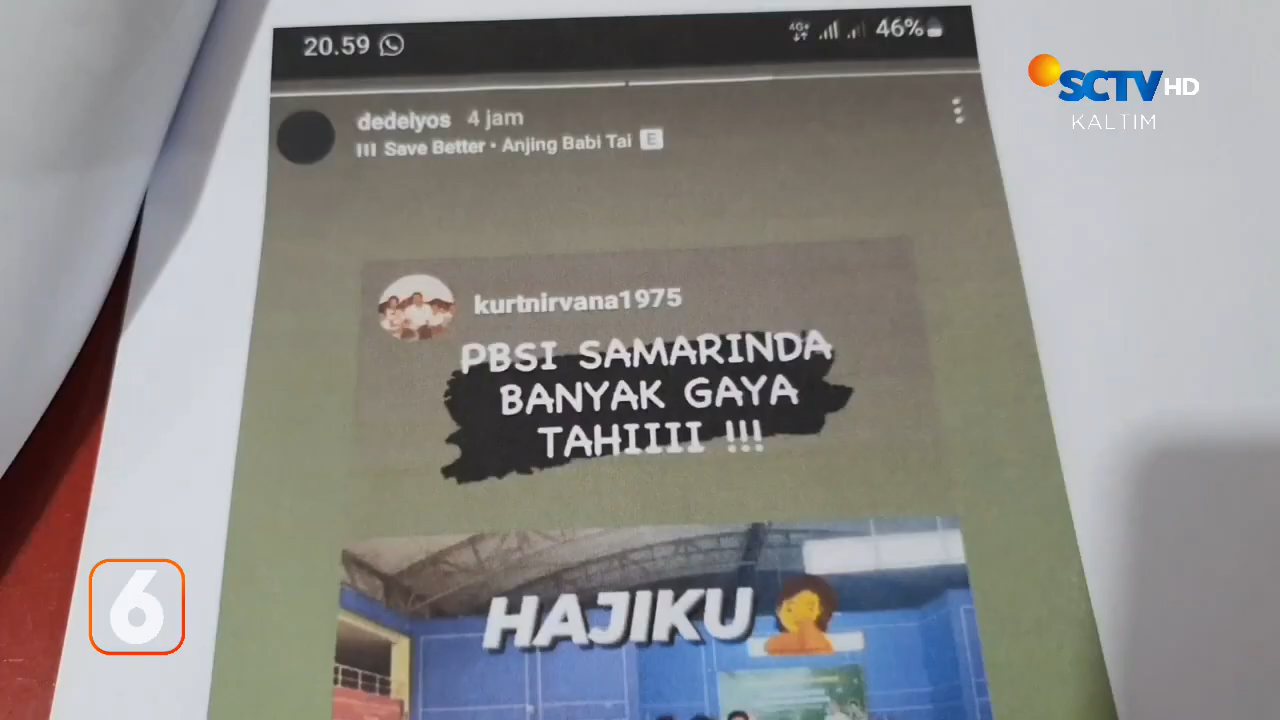 20.59
4G+ 46%
SCTV HD
KALTIM
dedelyos 4 jam
Save Better • Anjing Babi Tai E
kurtnirvana1975
PBSI SAMARINDA
BANYAK GAYA
TAHIIIII !!!
HAJIKU
6